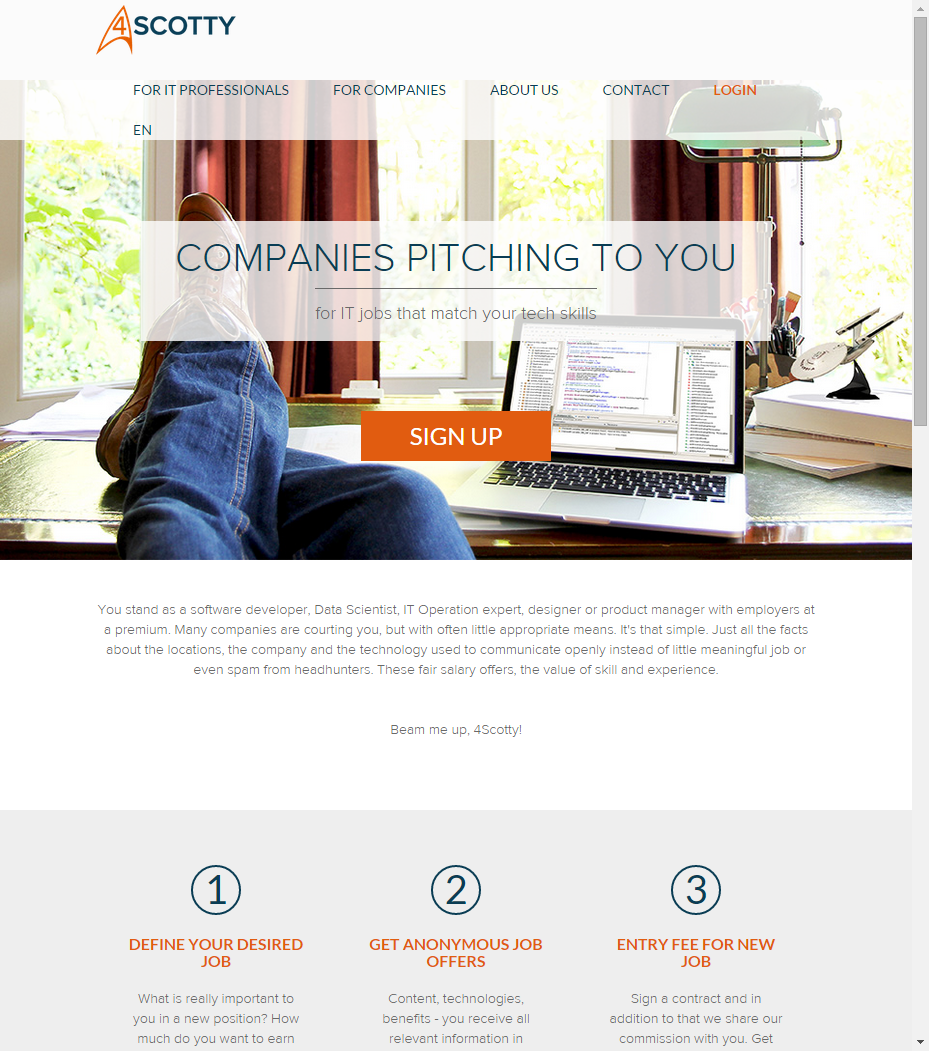 4SCOTTY
FOR IT PROFESSIONALS FOR COMPANIES ABOUT US CONTACT LOGIN
EN
COMPANIES PITCHING TO YOU
for IT jobs that match your tech skills
SIGN UP
You stand as a software developer, Data Scientist, IT Operation expert, designer or product manager with employers at
a premium. Many companies are courting you, but with often little appropriate means. It's that simple. Just all the facts
about the locations, the company and the technology used to communicate openly instead of little meaningful job or
even spam from headhunters. These fair salary offers, the value of skill and experience.
Beam me up, 4Scotty!
1
DEFINE YOUR DESIRED
JOB
What is really important to
you in a new position? How
much do you want to earn
2
GET ANONYMOUS JOB
OFFERS
Content, technologies,
benefits - you receive all
relevant information in
3
ENTRY FEE FOR NEW
JOB
Sign a contract and in
addition to that we share our
commission with you. Get